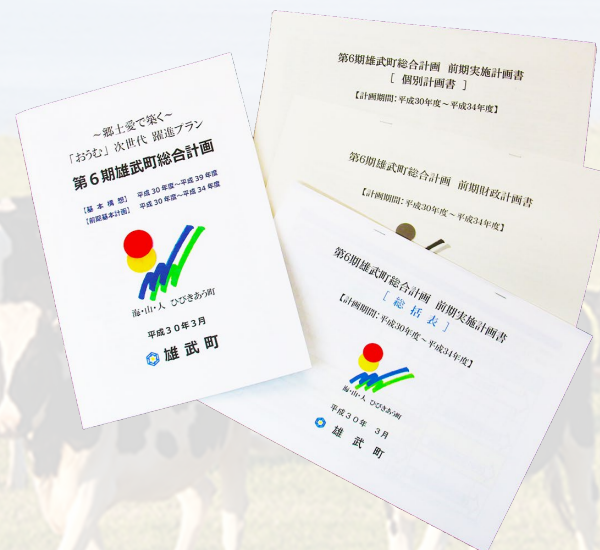 ～郷土愛で築く～
「おうむ」次世代 躍進プラン
第６期雄武町総合計画
【基 本 構 想】 平成30年度～平成39年度
【前期基本計画】 平成30年度～平成34年度
海・山・人 ひびきあう町
平成３０年３月
雄武町
第6期雄武町総合計画 前期実施計画書
[ 個別計画書 ]
【計画期間：平成30年度～平成34年度】
第6期雄武町総合計画 前期財政計画書
【計画期間：平成30年度～平成34年度】
第6期雄武町総合計画 前期実施計画書
[ 総括表 ]
【計画期間：平成30年度～平成34年度】
海・山・人 ひびきあう町
平成３０年 ３月
雄武町